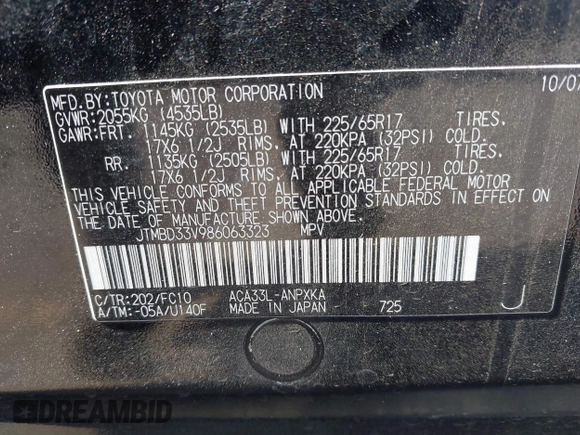 MFD.BY:TOYOTA MOTOR CORPORATION 10/07
GVWR:2055KG (4535LB)
GAWR:FRT. 1145KG (2535LB) WITH 225/65R17 TIRES.
17X6 1/2J RIMS. AT 220KPA (32PSI) COLD.
RR. 1135KG (2505LB) WITH 225/65R17 TIRES.
17X6 1/2J RIMS. AT 220KPA (32PSI) COLD.
THIS VEHICLE CONFORMS TO ALL APPLICABLE FEDERAL MOTOR
VEHICLE SAFETY AND THEFT PREVENTION STANDARDS IN EFFECT ON
THE DATE OF MANUFACTURE SHOWN ABOVE.
JTMBD33V986063323 MPV
C/TR:202/FC10 ACA33L-ANPXKA
A/TM:-05A/U140F MADE IN JAPAN 725 J
DREAMBID